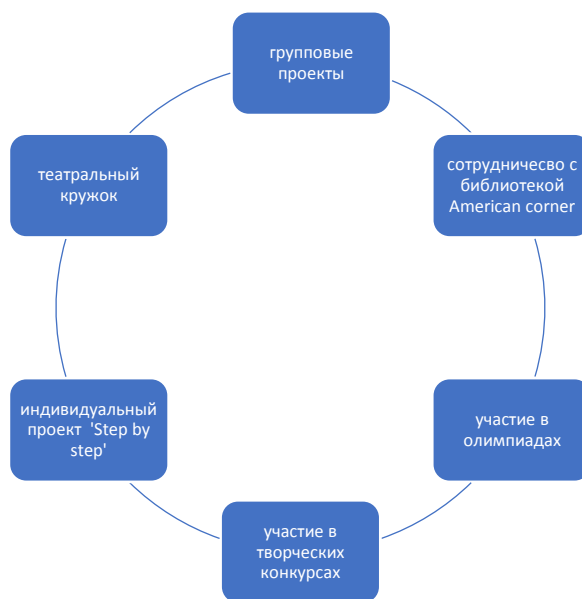 групповые
проекты
сотрудничесво с
библиотекой
American corner
участие в
олимпиадах
участие в
творческих
конкурсах
индивидуальный
проект 'Step by
step'
театральный
кружок